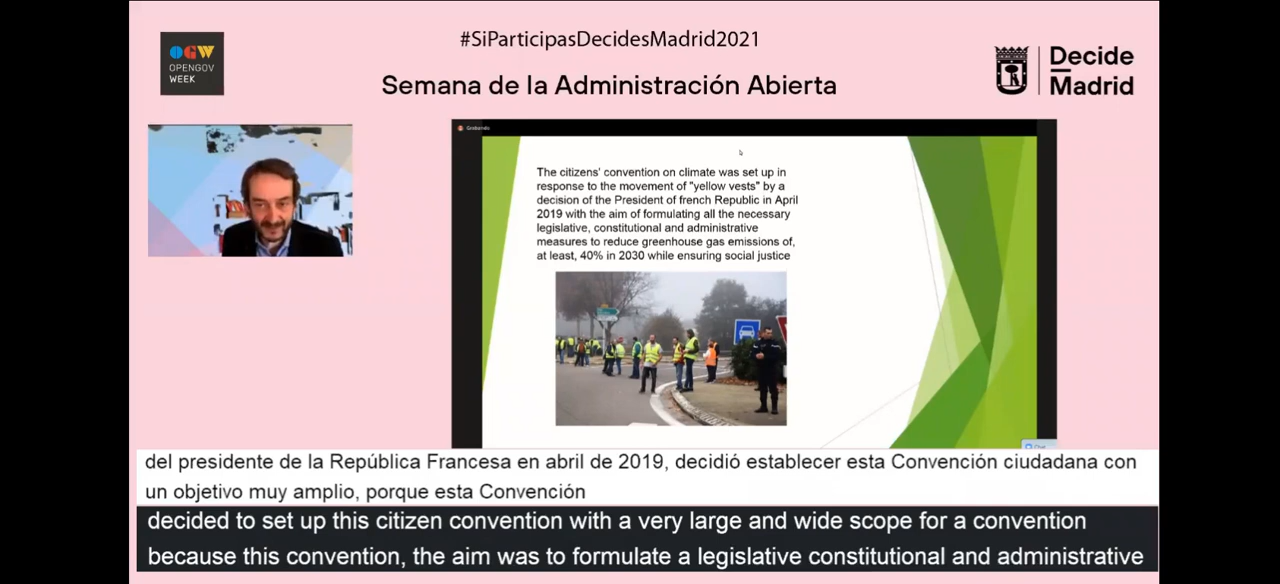 #SiParticipasDecidesMadrid2021
OGW
OPENGOV
WEEK
Semana de la Administración Abierta
Decide
Madrid
Grabando
The citizens' convention on climate was set up in
response to the movement of "yellow vests" by a
decision of the President of french Republic in April
2019 with the aim of formulating all the necessary
legislative, constitutional and administrative
measures to reduce greenhouse gas emissions of,
at least, 40% in 2030 while ensuring social justice
Chat
del presidente de la República Francesa en abril de 2019, decidió establecer esta Convención ciudadana con
un objetivo muy amplio, porque esta Convención
decided to set up this citizen convention with a very large and wide scope for a convention
because this convention, the aim was to formulate a legislative constitutional and administrative